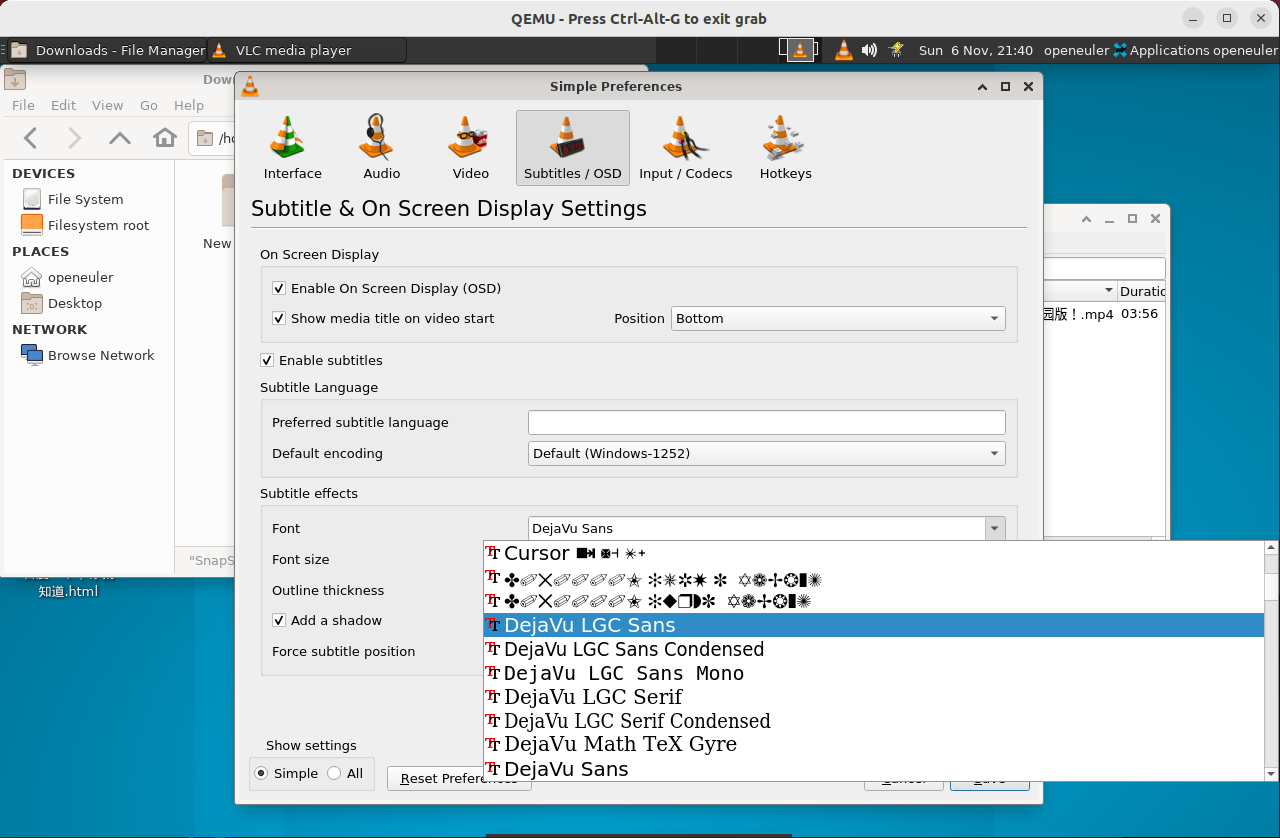 QEMU - Press Ctrl-Alt-G to exit grab
Downloads - File Manager
VLC media player
Sun 6 Nov, 21:40
openeuler
Applications
openeuler
Simple Preferences
File Edit View Go Help
DEVICES
File System
Filesystem root
PLACES
openeuler
Desktop
NETWORK
Browse Network
New
知道.html
Interface
Audio
Video
Subtitles / OSD
Input / Codecs
Hotkeys
Subtitle & On Screen Display Settings
On Screen Display
Enable On Screen Display (OSD)
Show media title on video start
Position
Bottom
Enable subtitles
Subtitle Language
Preferred subtitle language
Default encoding
Default (Windows-1252)
Subtitle effects
Font
DejaVu Sans
Font size
Outline thickness
Add a shadow
Force subtitle position
Cursor
DejaVu LGC Sans
DejaVu LGC Sans Condensed
DejaVu LGC Sans Mono
DejaVu LGC Serif
DejaVu LGC Serif Condensed
DejaVu Math TeX Gyre
DejaVu Sans
Show settings
Simple
All
Reset
园版！.mp4 03:56